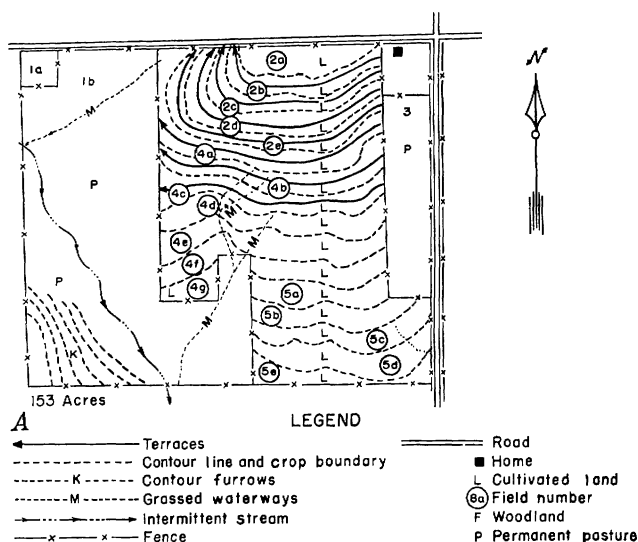 1a
1b
M
P
P
K
2a
2b
2c
2d
2e
4a
4b
4c
4d
4e
4f
4g
L
M
M
M
L
L
L
L
L
L
L
L
L
L
L
L
5a
5b
5c
5d
5e
3
P
N
153 Acres
A
LEGEND
Terraces
Contour line and crop boundary
K Contour furrows
M Grassed waterways
Intermittent stream
x x Fence
Road
Home
L Cultivated land
6a Field number
F Woodland
P Permanent pasture